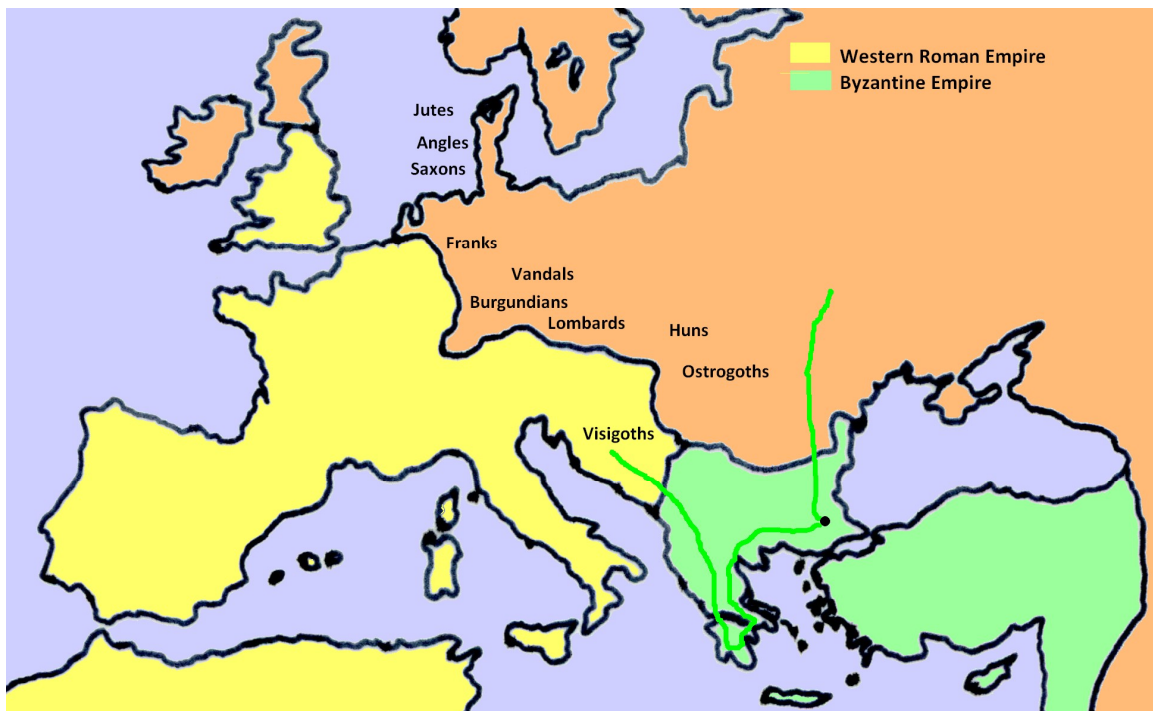 Western Roman Empire
Byzantine Empire
Jutes
Angles
Saxons
Franks
Vandals
Burgundians
Lombards
Huns
Ostrogoths
Visigoths